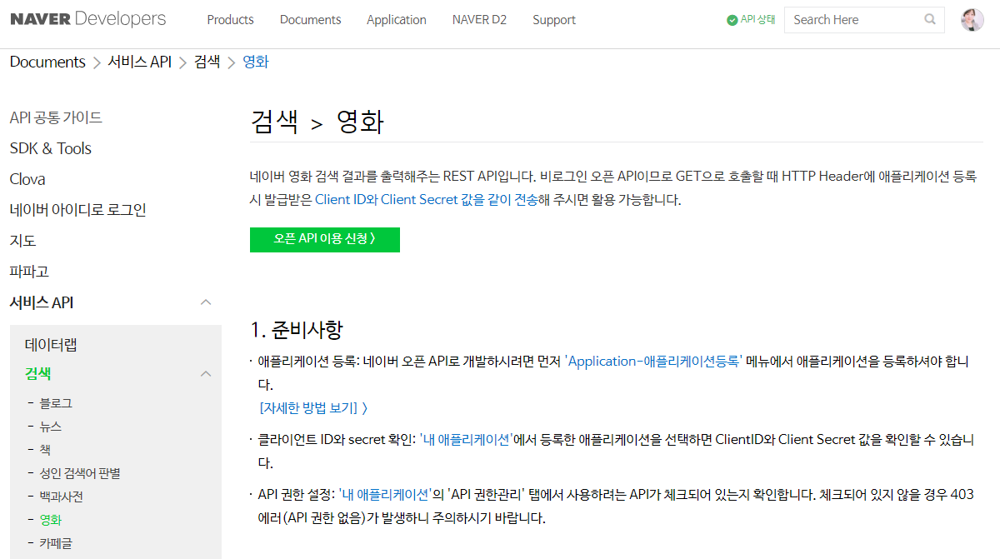 NAVER Developers
Products Documents Application NAVER D2 Support
API 상태
Search Here
Documents > 서비스 API > 검색 > 영화
API 공통 가이드
SDK & Tools
Clova
네이버 아이디로 로그인
지도
파파고
서비스 API
데이터랩
검색
- 블로그
- 뉴스
- 책
- 성인 검색어 판별
- 백과사전
- 영화
- 카페글
검색 > 영화
네이버 영화 검색 결과를 출력해주는 REST API입니다. 비로그인 오픈 API이므로 GET으로 호출할 때 HTTP Header에 애플리케이션 등록
시 발급받은 Client ID와 Client Secret 값을 같이 전송해 주시면 활용 가능합니다.
오픈 API 이용 신청 >
1. 준비사항
· 애플리케이션 등록: 네이버 오픈 API로 개발하시려면 먼저 'Application-애플리케이션등록' 메뉴에서 애플리케이션을 등록하셔야 합니
다.
[자세한 방법 보기] >
· 클라이언트 ID와 secret 확인: '내 애플리케이션'에서 등록한 애플리케이션을 선택하면 ClientID와 Client Secret 값을 확인할 수 있습니
다.
· API 권한 설정: '내 애플리케이션'의 'API 권한관리' 탭에서 사용하려는 API가 체크되어 있는지 확인합니다. 체크되어 있지 않을 경우 403
에러(API 권한 없음)가 발생하니 주의하시기 바랍니다.